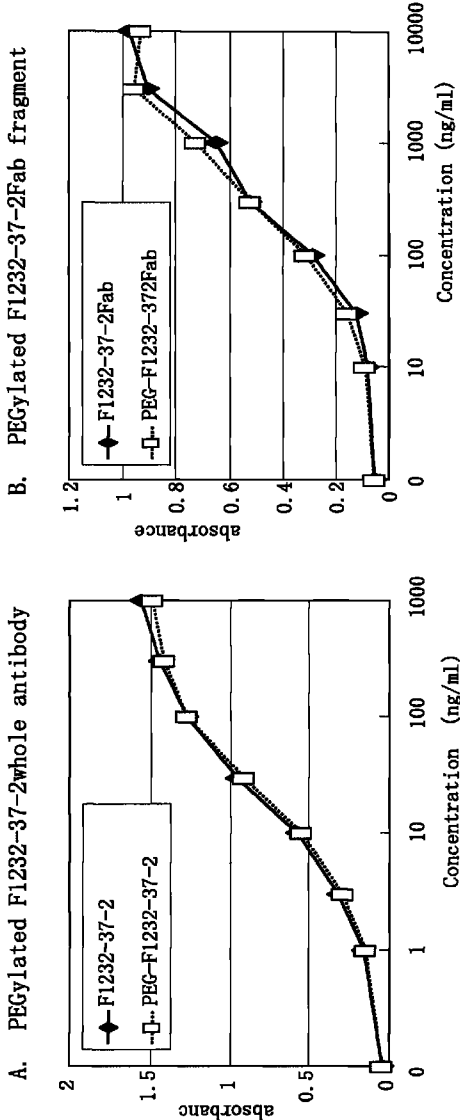 A. PEGylated F1232-37-2whole antibody
F1232-37-2
PEG-F1232-37-2
2
1.5
1
0.5
0
absorbanc
0
1
10
100
1000
Concentration (ng/ml)
B. PEGylated F1232-37-2Fab fragment
F1232-37-2Fab
PEG-F1232-372Fab
1.2
1
0.8
0.6
0.4
0.2
0
absorbance
0
10
100
1000
10000
Concentration (ng/ml)